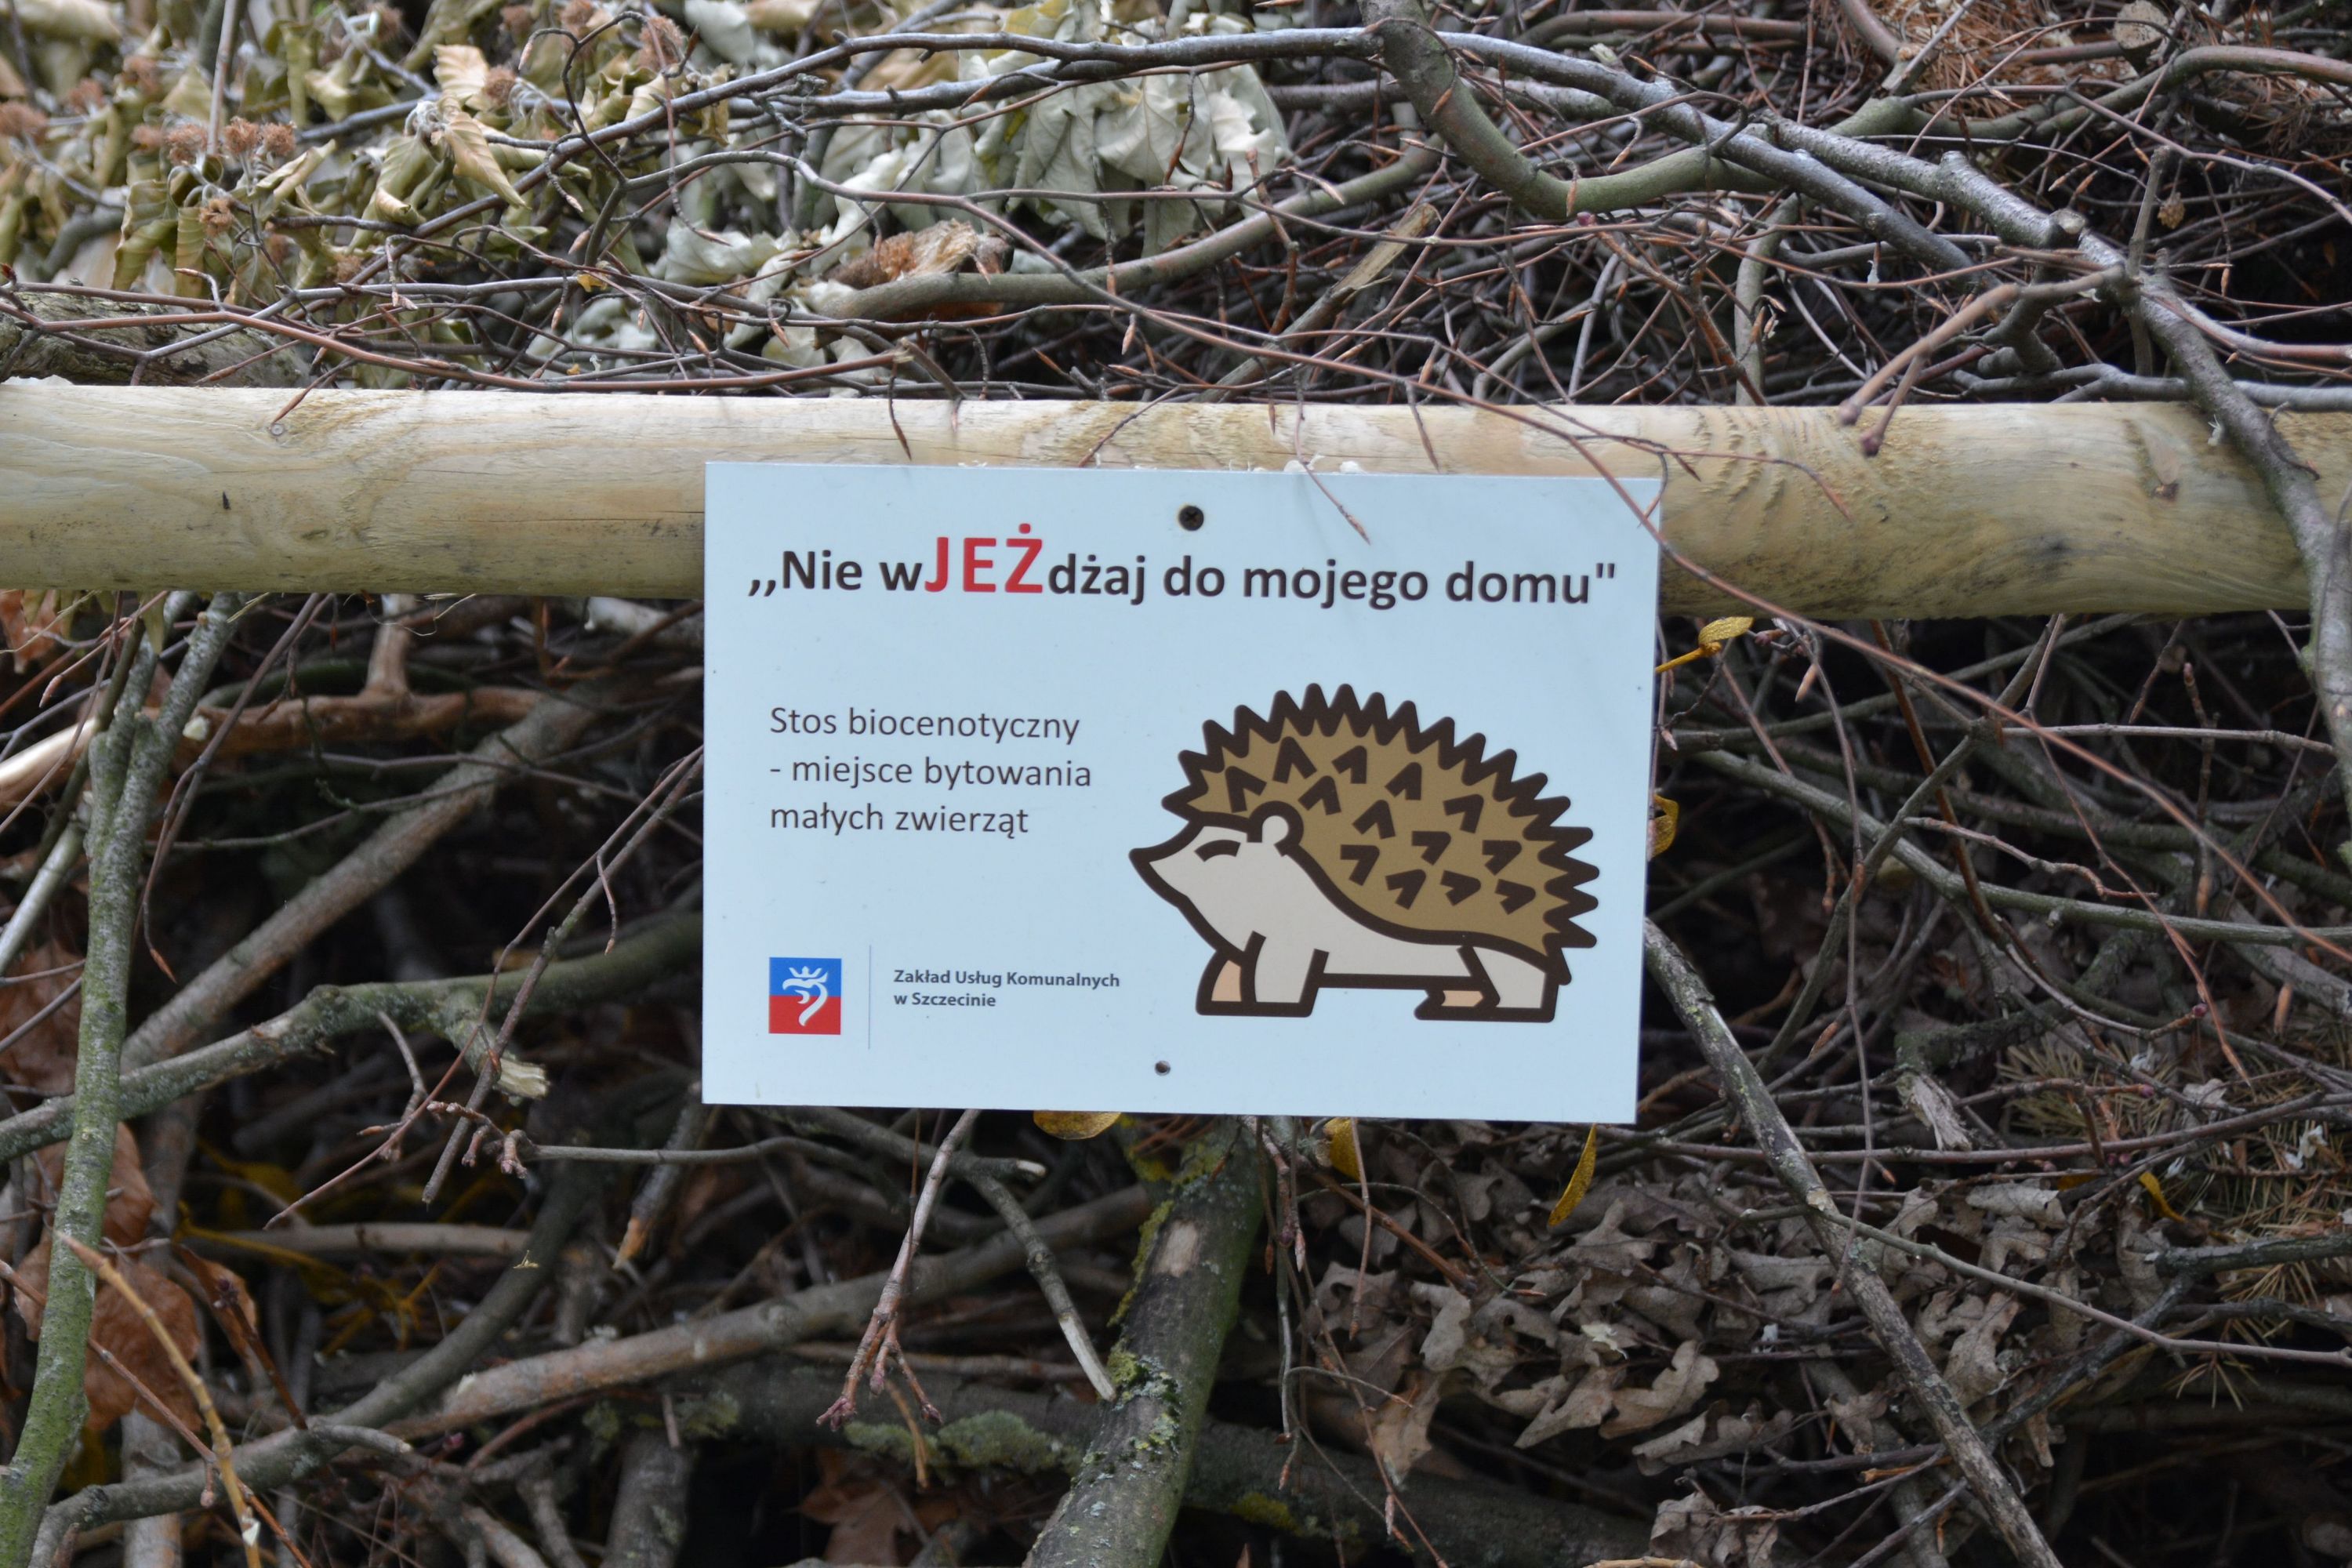 ,,Nie wJEŻdżaj do mojego domu"
Stos biocenotyczny
- miejsce bytowania
małych zwierząt
Zakład Usług Komunalnych
w Szczecinie